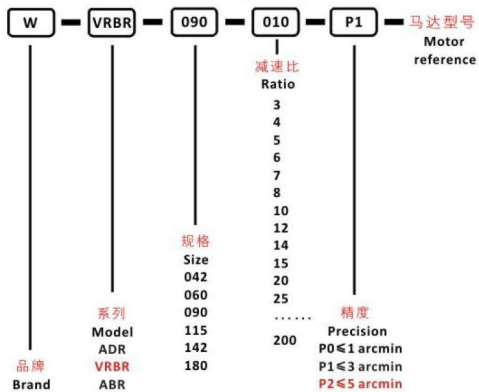 W VRBR 090 010 P1 马达型号
Motor
reference
减速比
Ratio
3
4
5
6
7
8
10
12
14
15
20
25
......
200
规格
Size
042
060
090
115
142
180
系列
Model
ADR
VRBR
ABR
品牌
Brand
精度
Precision
P0≤1 arcmin
P1≤3 arcmin
P2≤5 arcmin